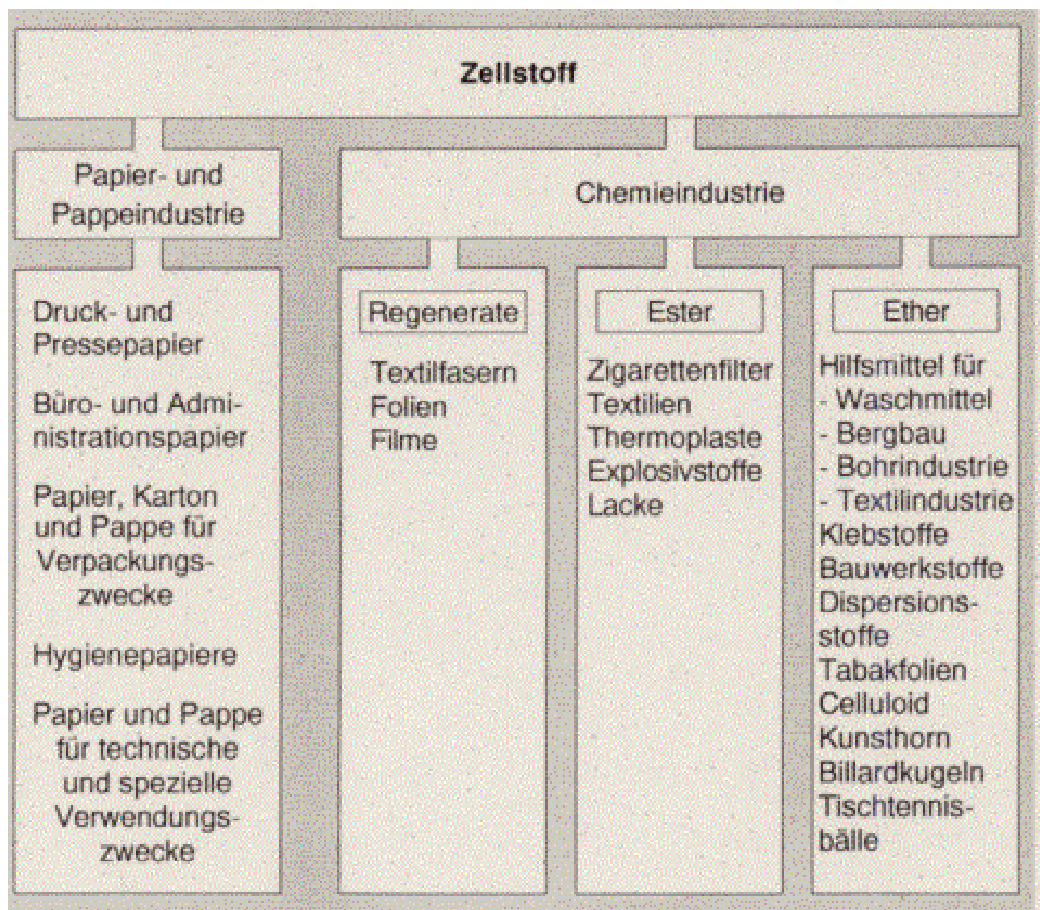 Zellstoff
Papier- und
Pappeindustrie
Chemieindustrie
Druck- und
Pressepapier
Büro- und Admi-
nistrationspapier
Papier, Karton
und Pappe für
Verpackungs-
zwecke
Hygienepapiere
Papier und Pappe
für technische
und spezielle
Verwendungs-
zwecke
Regenerate
Textilfasern
Folien
Filme
Ester
Zigarettenfilter
Textilien
Thermoplaste
Explosivstoffe
Lacke
Ether
Hilfsmittel für
- Waschmittel
- Bergbau
- Bohrindustrie
- Textilindustrie
Klebstoffe
Bauwerkstoffe
Dispersions-
stoffe
Tabakfolien
Celluloid
Kunsthorn
Billardkugeln
Tischtennis-
bälle